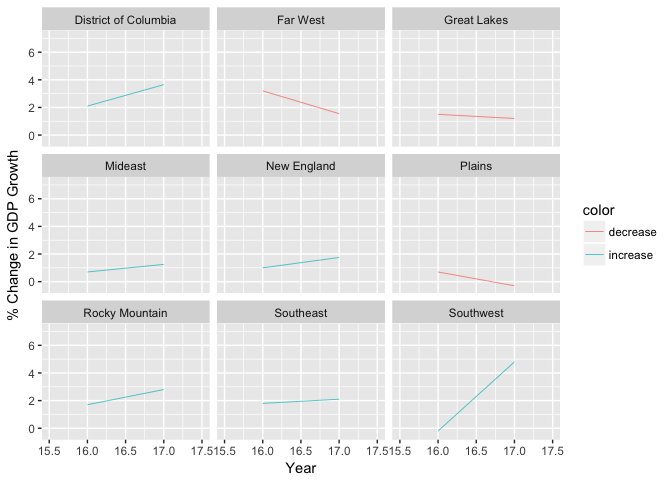 District of Columbia Far West Great Lakes
6
4
2
0
Mideast New England Plains
6
4
2
0
Rocky Mountain Southeast Southwest
6
4
2
0
15.5 16.0 16.5 17.0 17.5 15.5 16.0 16.5 17.0 17.5 15.5 16.0 16.5 17.0 17.5
Year
% Change in GDP Growth
color
decrease
increase